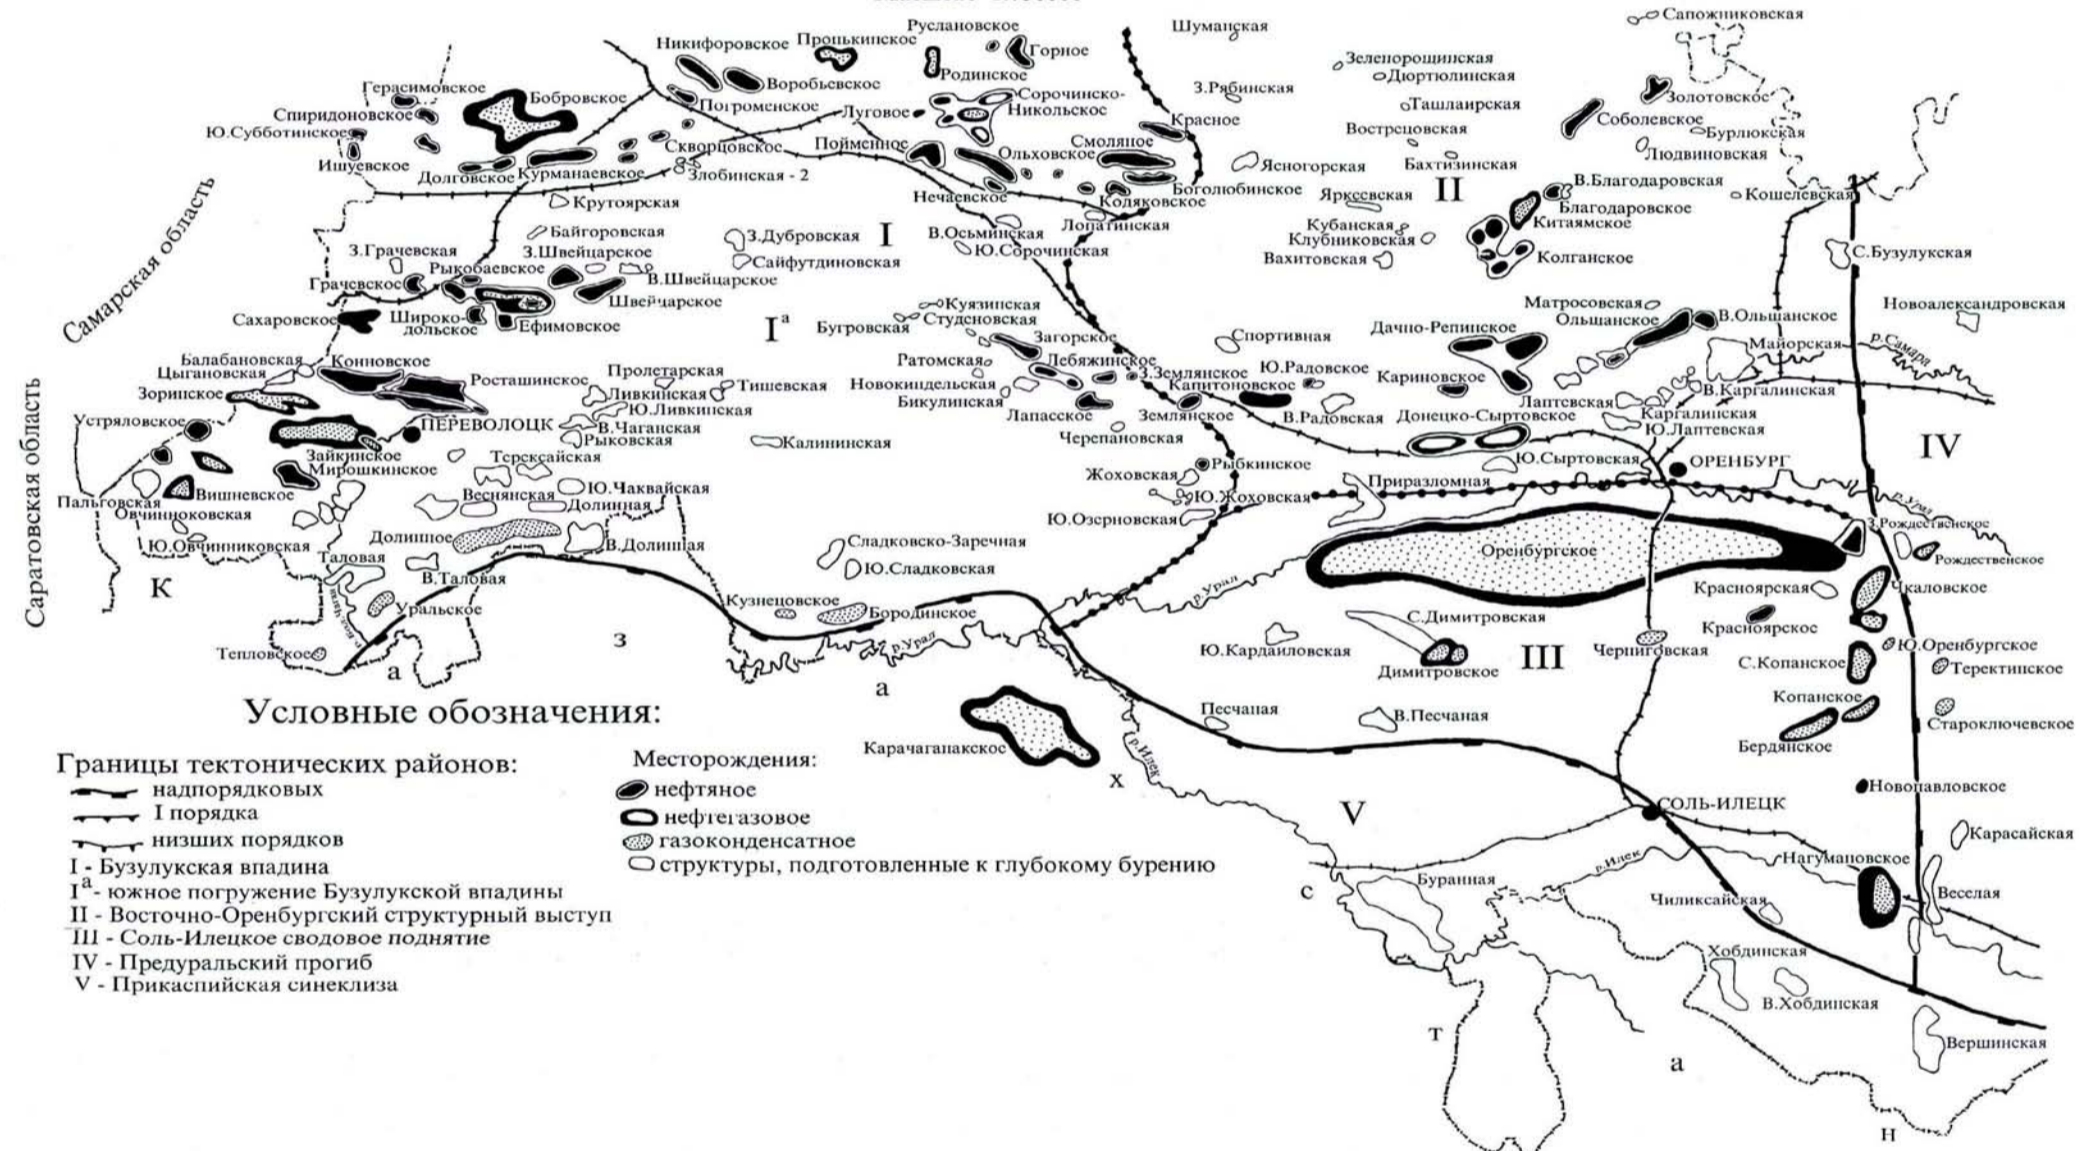 Руслановское
Шуманская
Сапожниковская
Никифоровское
Пронькинское
Горное
Зеленорощинская
Дюртюлинская
Родинское
Воробьевское
Герасимовское
Бобровское
Погроменское
Луговое
Сорочинско-
Никольское
З.Рябинская
Ташлаирская
Золотовское
Спиридоновское
Ю.Субботинское
Красное
Вострецовская
Соболевское
Бурлюкская
Людвиновская
Ишуевское
Долговское
Курманаевское
Скворцовское
Злобинская - 2
Пойменное
Ольховское
Смоляное
Ясногорская
Бахтизинская
II
Боголюбинское
Нечаевское
Кодяковское
Яркеевская
В.Благодаровская
Благодаровское
Кошелевская
Крутоярская
Самарская область
Байгоровская
З.Дубровская
I
В.Осьминская
Лопатинская
Кубанская
Китаямское
Клубниковская
З.Грачевская
З.Швейцарское
Сайфутдиновская
Ю.Сорочинская
Вахитовская
Колганское
С.Бузулукская
Рыкобаевское
Грачевское
В.Швейцарское
Швейцарское
Сахаровское
Широко-
дольское
Ефимовское
Iа
Куязинская
Студеновская
Бугровская
Матросовская
Ольшанское
В.Ольшанское
Новоалександровская
Загорское
Спортивная
Дачно-Репинское
Майорская
р.Самара
Балабановская
Цыгановская
Конновское
Росташинское
Пролетарская
Тишевская
Ратомская
Лебяжинское
З.Землянское
Ю.Радовское
Кариновское
Зоринское
Ливкинская
Ю.Ливкинская
Новокиндельская
Бикулинская
Капитоновское
Лаптевская
В.Каргалинская
Устряловское
ПЕРЕВОЛОЦК
В.Чаганская
Рыковская
Калининская
Лапасское
Землянское
В.Радовская
Донецко-Сыртовское
Каргалинская
Ю.Лаптевская
Черепановская
IV
Саратовская область
Зайкинское
Мирошкинское
Терексайская
Жоховская
Рыбкинское
Ю.Сыртовская
ОРЕНБУРГ
Пальговская
Вишневское
Веснянская
Ю.Чаквайская
Долинная
Ю.Жоховская
Приразломная
р.Урал
Овчинноковская
Ю.Овчинниковская
Долинное
В.Долинная
Ю.Озерновская
З.Рождественское
Рождественское
Таловая
В.Таловая
Сладковско-Заречная
Ю.Сладковская
Оренбургское
К
Уральское
Кузнецовское
Бородинское
р.Урал
Красноярская
Чкаловское
Тепловское
а
з
р.Урал
а
С.Димитровская
Ю.Кардаиловская
Димитровское
III
Красноярское
Черниговская
С.Копанское
Ю.Оренбургское
Теректинское
Условные обозначения:
Карачаганакское
х
р.Илек
Песчаная
В.Песчаная
Копанское
Бердянское
Староключевское
Границы тектонических районов:
надпорядковых
I порядка
низших порядков
I - Бузулукская впадина
Iа- южное погружение Бузулукской впадины
II - Восточно-Оренбургский структурный выступ
III - Соль-Илецкое сводовое поднятие
IV - Предуральский прогиб
V - Прикаспийская синеклиза
Месторождения:
нефтяное
нефтегазовое
газоконденсатное
структуры, подготовленные к глубокому бурению
V
СОЛЬ-ИЛЕЦК
Новопавловское
Карасайская
р.Илек
Нагумановское
с
Буранная
Чиликсайская
Веселая
Хобдинская
В.Хобдинская
т
а
Вершинская
н